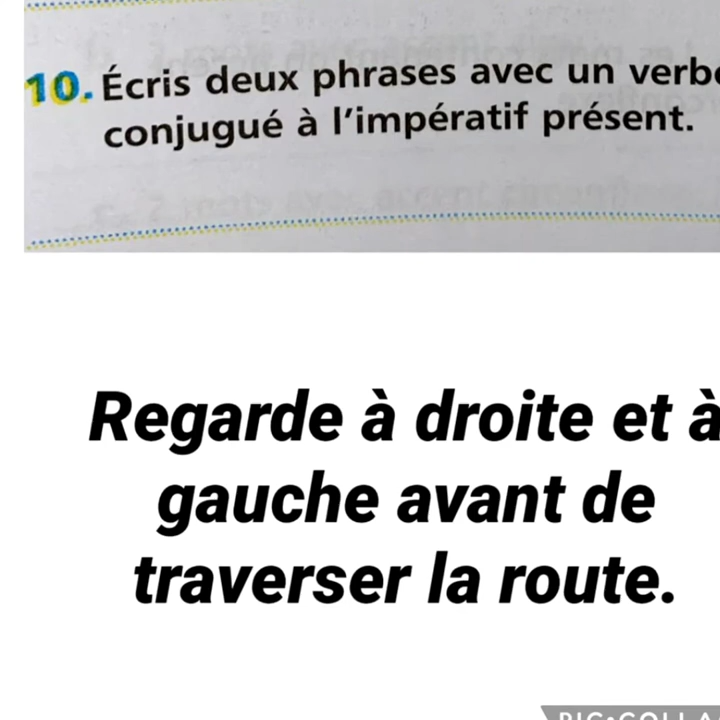 10. Écris deux phrases avec un verbe
conjugué à l'impératif présent.
Regarde à droite et à
gauche avant de
traverser la route.